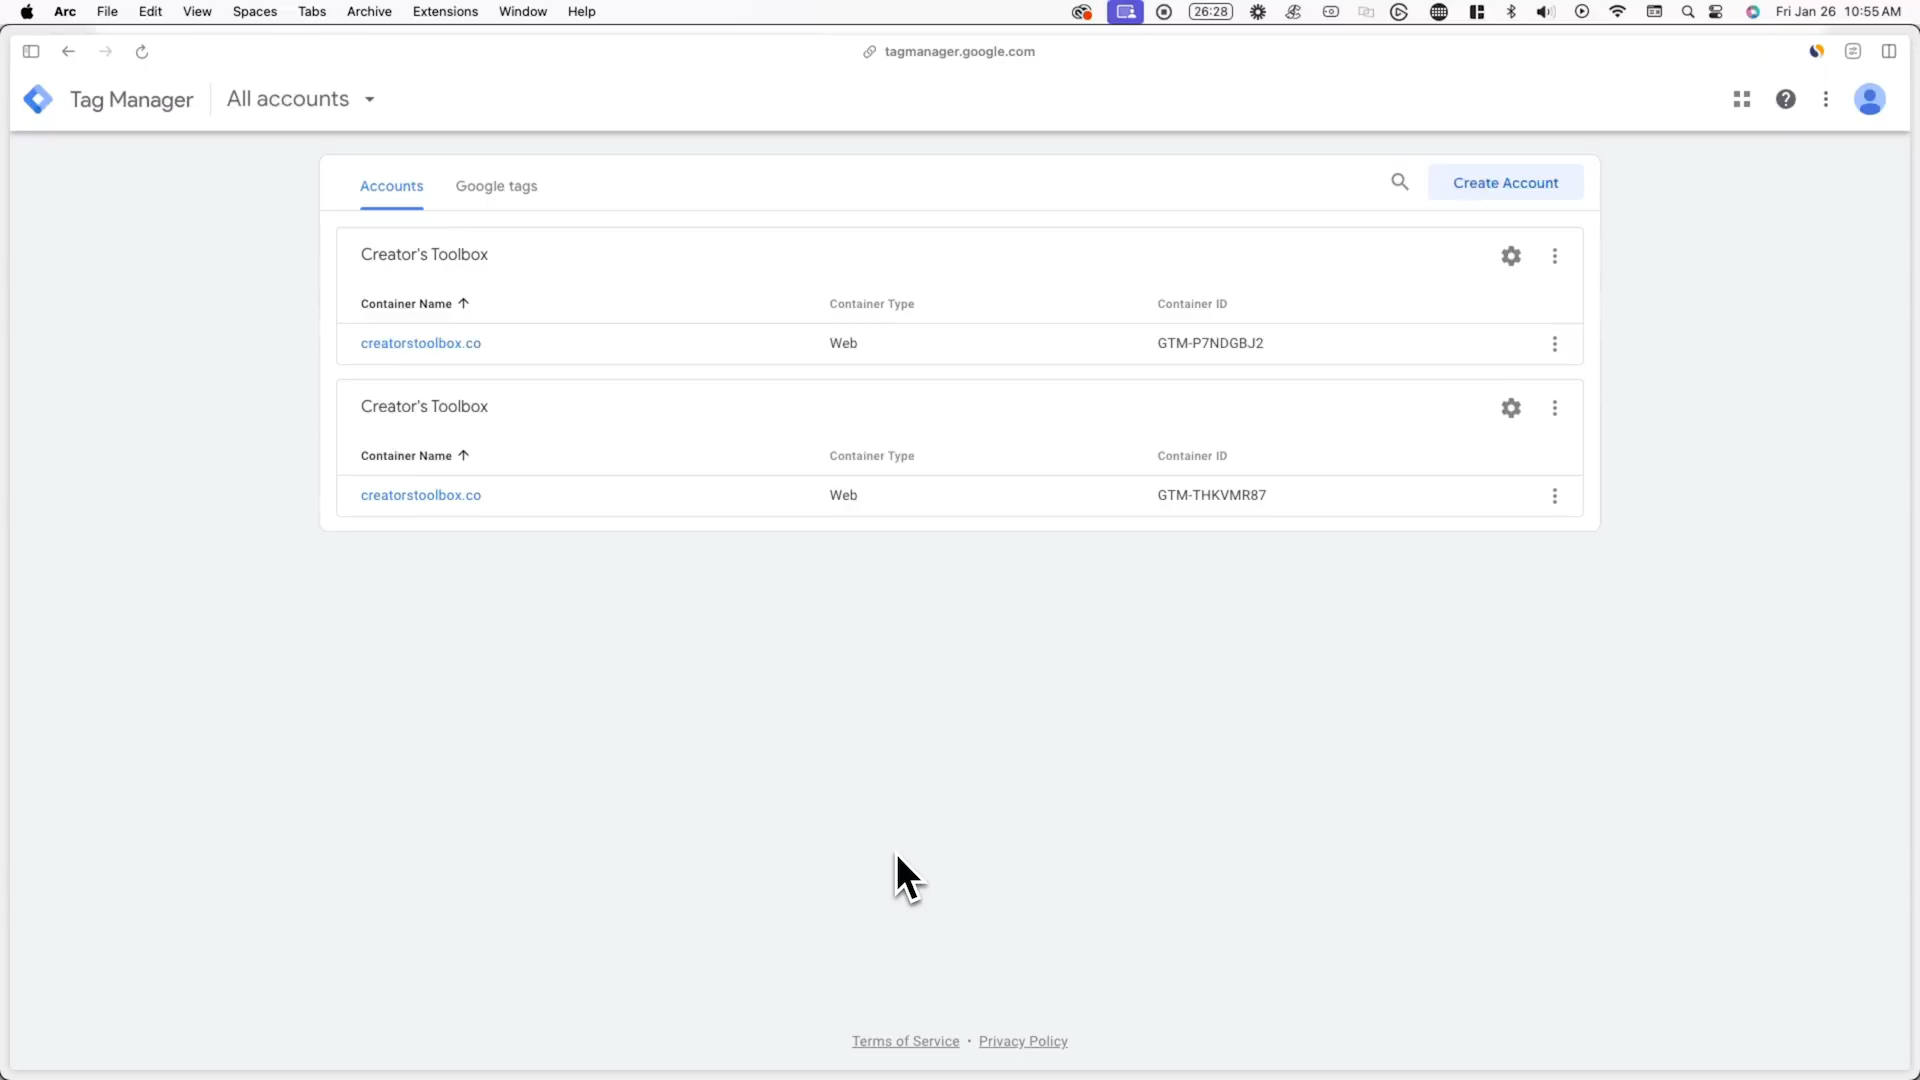 Arc File Edit View Spaces Tabs Archive Extensions Window Help 26:28 Fri Jan 26 10:55 AM
tagmanager.google.com
Tag Manager All accounts
Accounts Google tags Create Account
Creator's Toolbox
Container Name Container Type Container ID
creatorstoolbox.co Web GTM-P7NDGBJ2
Creator's Toolbox
Container Name Container Type Container ID
creatorstoolbox.co Web GTM-THKVMR87
Terms of Service • Privacy Policy